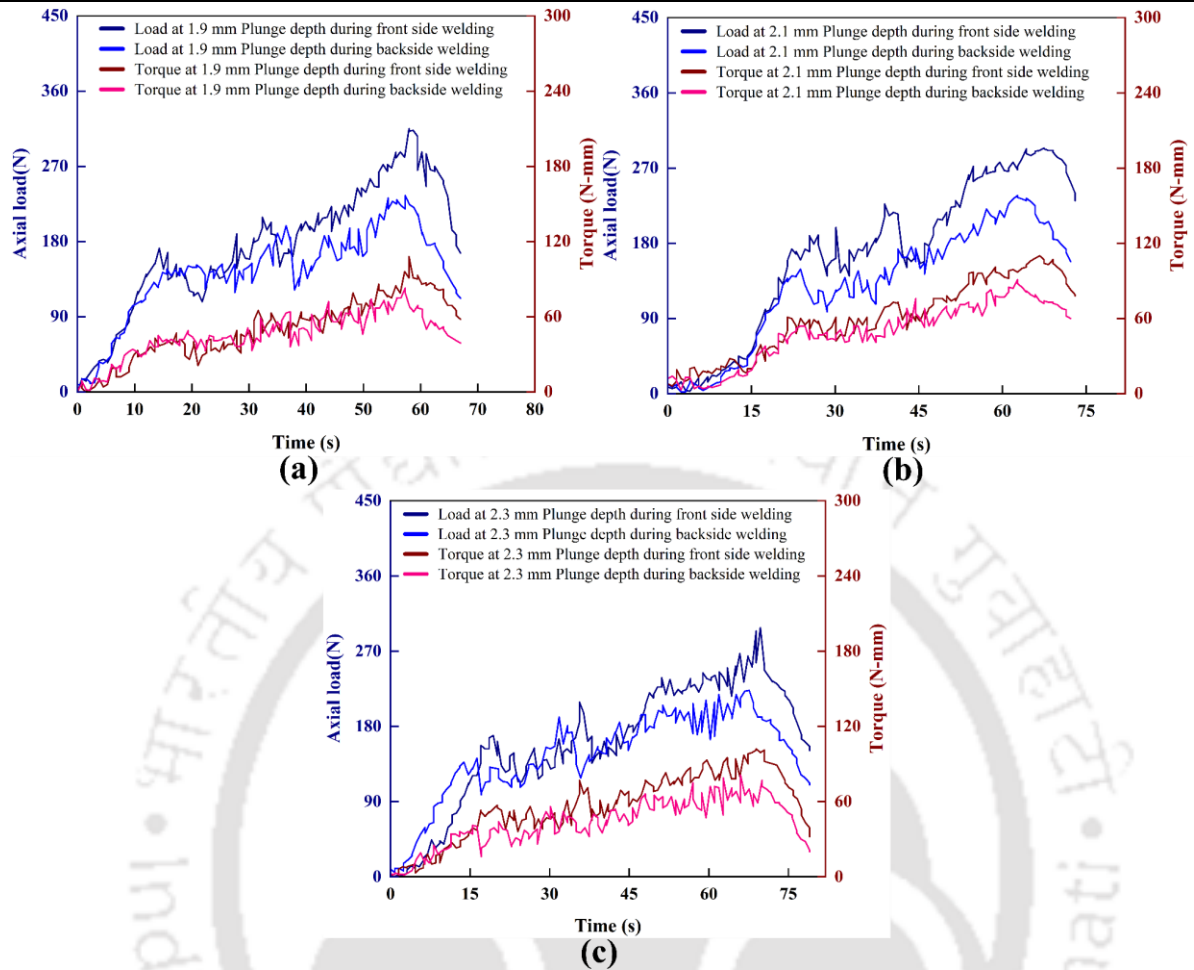 450
360
270
180
90
0
Axial load(N)
Load at 1.9 mm Plunge depth during front side welding
Load at 1.9 mm Plunge depth during backside welding
Torque at 1.9 mm Plunge depth during front side welding
Torque at 1.9 mm Plunge depth during backside welding
300
240
180
120
60
0
Torque (N-mm)
0 10 20 30 40 50 60 70 80
Time (s)
(a)
450
360
270
180
90
0
Axial load(N)
Load at 2.1 mm Plunge depth during front side welding
Load at 2.1 mm Plunge depth during backside welding
Torque at 2.1 mm Plunge depth during front side welding
Torque at 2.1 mm Plunge depth during backside welding
300
240
180
120
60
0
Torque (N-mm)
0 15 30 45 60 75
Time (s)
(b)
450
360
270
180
90
0
Axial load(N)
Load at 2.3 mm Plunge depth during front side welding
Load at 2.3 mm Plunge depth during backside welding
Torque at 2.3 mm Plunge depth during front side welding
Torque at 2.3 mm Plunge depth during backside welding
300
240
180
120
60
0
Torque (N-mm)
0 15 30 45 60 75
Time (s)
(c)